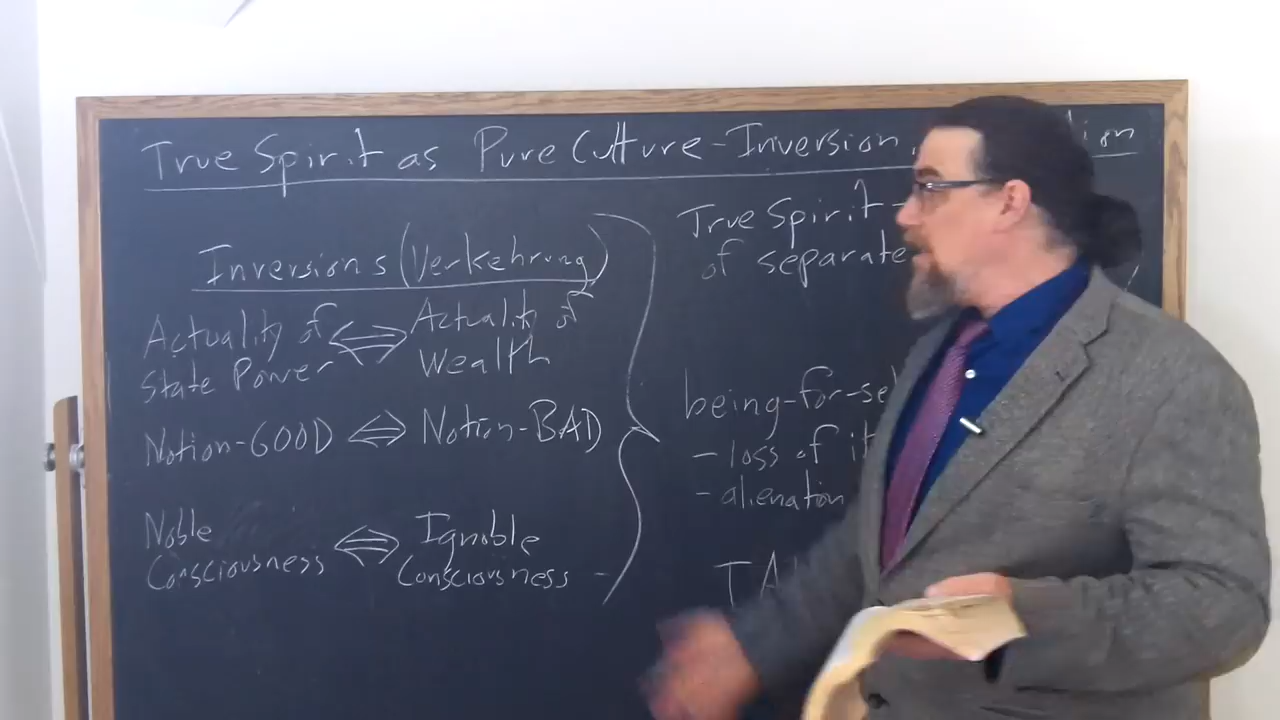 True Spirit as Pure Culture - Inversion,
Inversions (Verkehrung)
Actuality of
State Power
⇔
Actuality of
Wealth
Notion-GOOD ⇔ Notion-BAD
Noble
Consciousness
⇔
Ignoble
Consciousness -
True Spirit -
of separate
being-for-se
- loss of it
- alienation